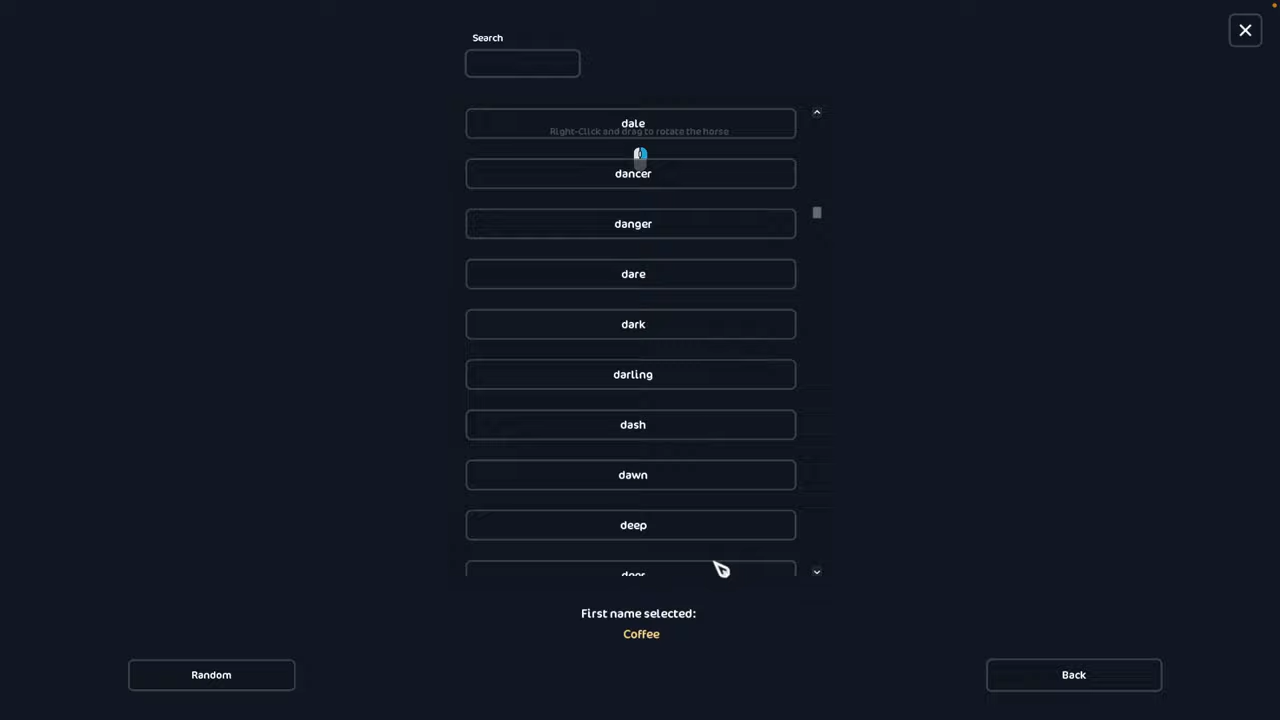 Search
dale
Right-Click and drag to rotate the horse
dancer
danger
dare
dark
darling
dash
dawn
deep
First name selected:
Coffee
Random
Back